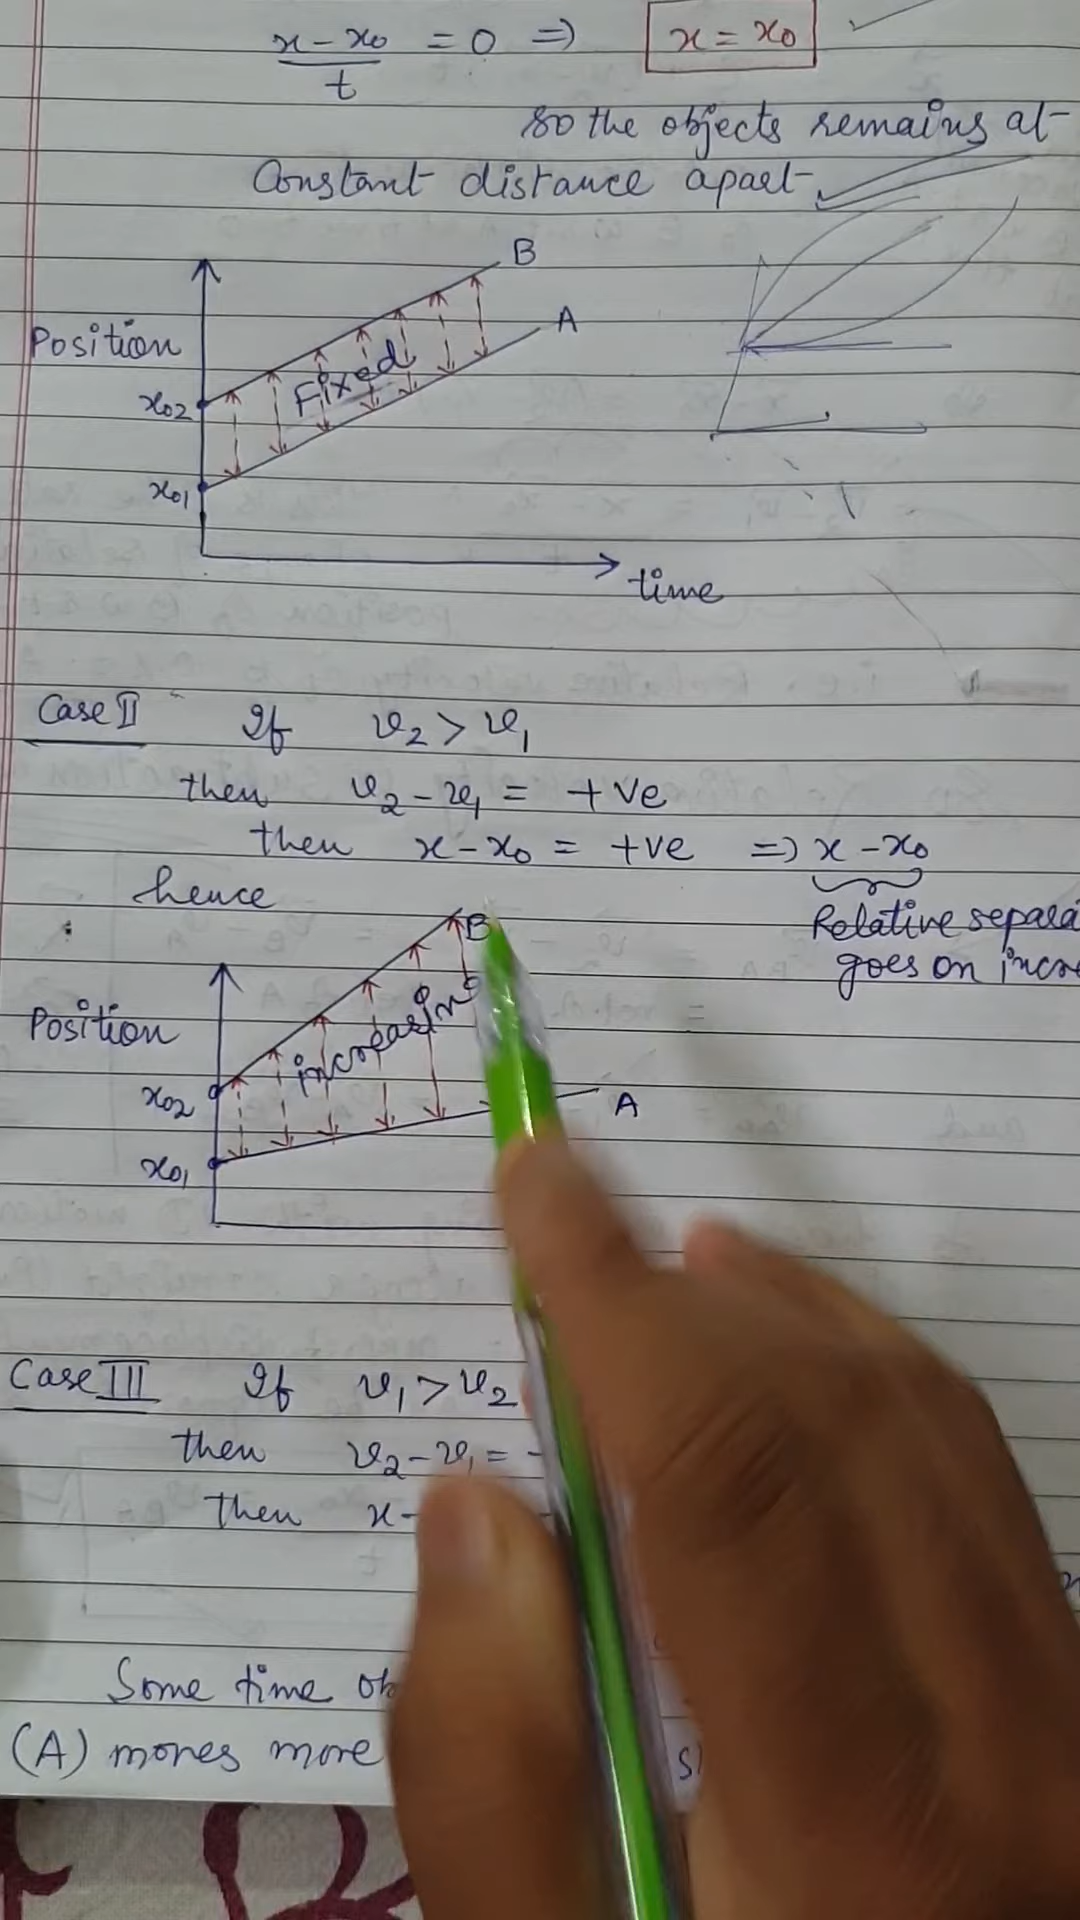 x - x₀ / t = 0 ⇒ x = x₀
so the objects remains at
Constant distance apart
B
A
Position
Fixed
x₀₂
x₀₁
time
Case II If v₂ > v₁
then v₂ - v₁ = +ve
then x - x₀ = +ve ⇒ x - x₀
hence
Relative
goes on
B
Position
increasing
x₀₂
A
x₀₁
Case III If v₁ > v₂
then v₂ - v₁ = -
then x -
Some time
(A) moves more